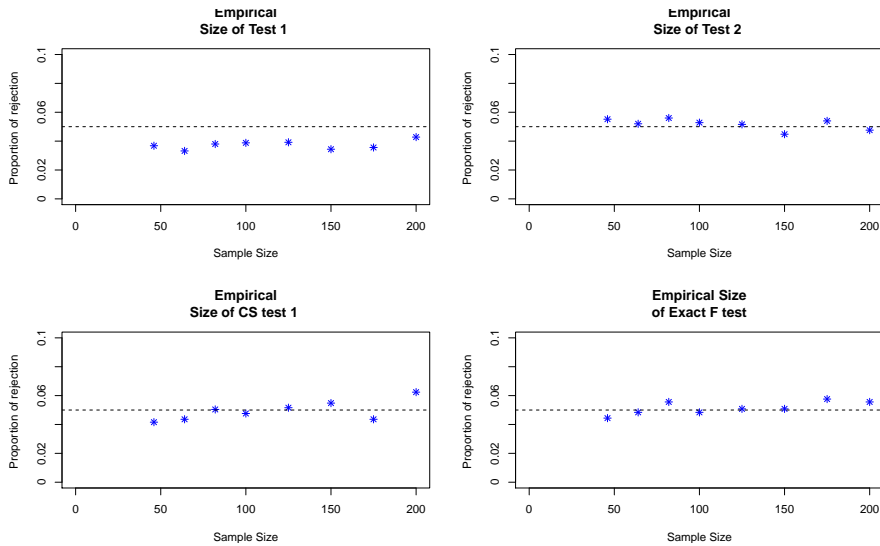 Empirical
Size of Test 1
Proportion of rejection
0.1
0.06
0.02
0
0 50 100 150 200
Sample Size
Empirical
Size of Test 2
Proportion of rejection
0.1
0.06
0.02
0
0 50 100 150 200
Sample Size
Empirical
Size of CS test 1
Proportion of rejection
0.1
0.06
0.02
0
0 50 100 150 200
Sample Size
Empirical Size
of Exact F test
Proportion of rejection
0.1
0.06
0.02
0
0 50 100 150 200
Sample Size